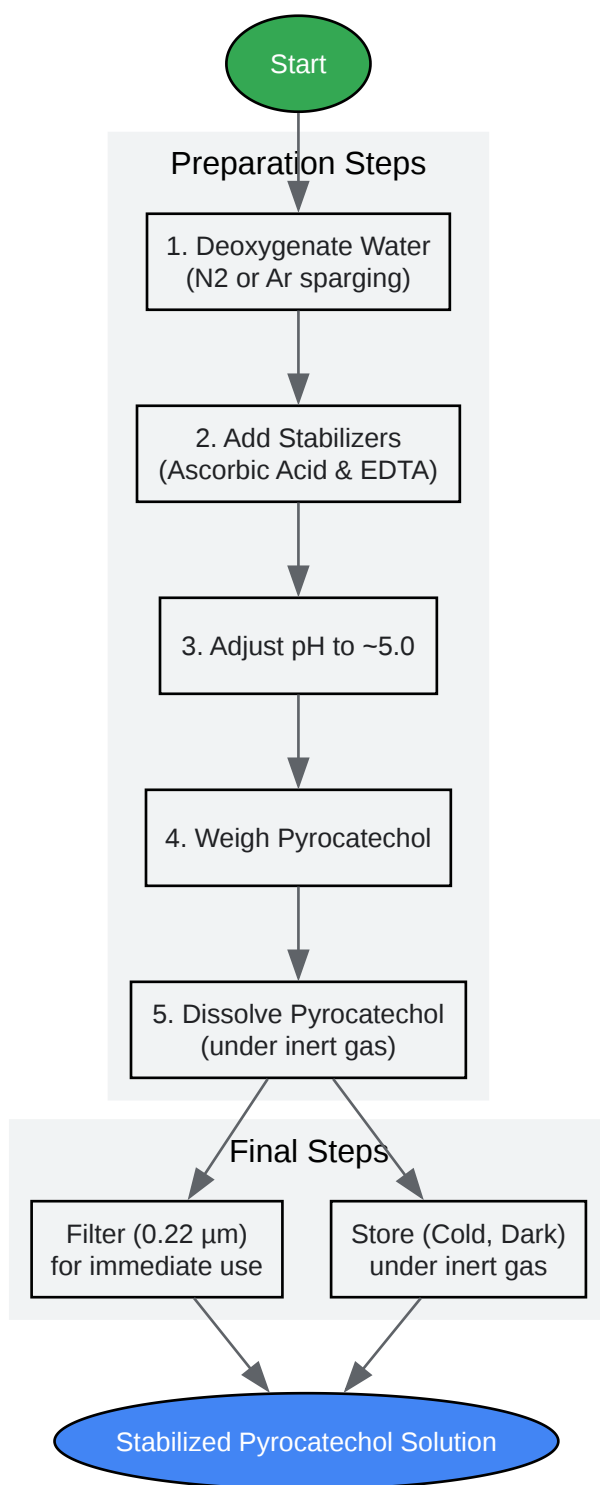 Start
Preparation Steps
1. Deoxygenate Water
(N2 or Ar sparging)
2. Add Stabilizers
(Ascorbic Acid & EDTA)
3. Adjust pH to ~5.0
4. Weigh Pyrocatechol
5. Dissolve Pyrocatechol
(under inert gas)
Final Steps
Filter (0.22 µm)
for immediate use
Store (Cold, Dark)
under inert gas
Stabilized Pyrocatechol Solution